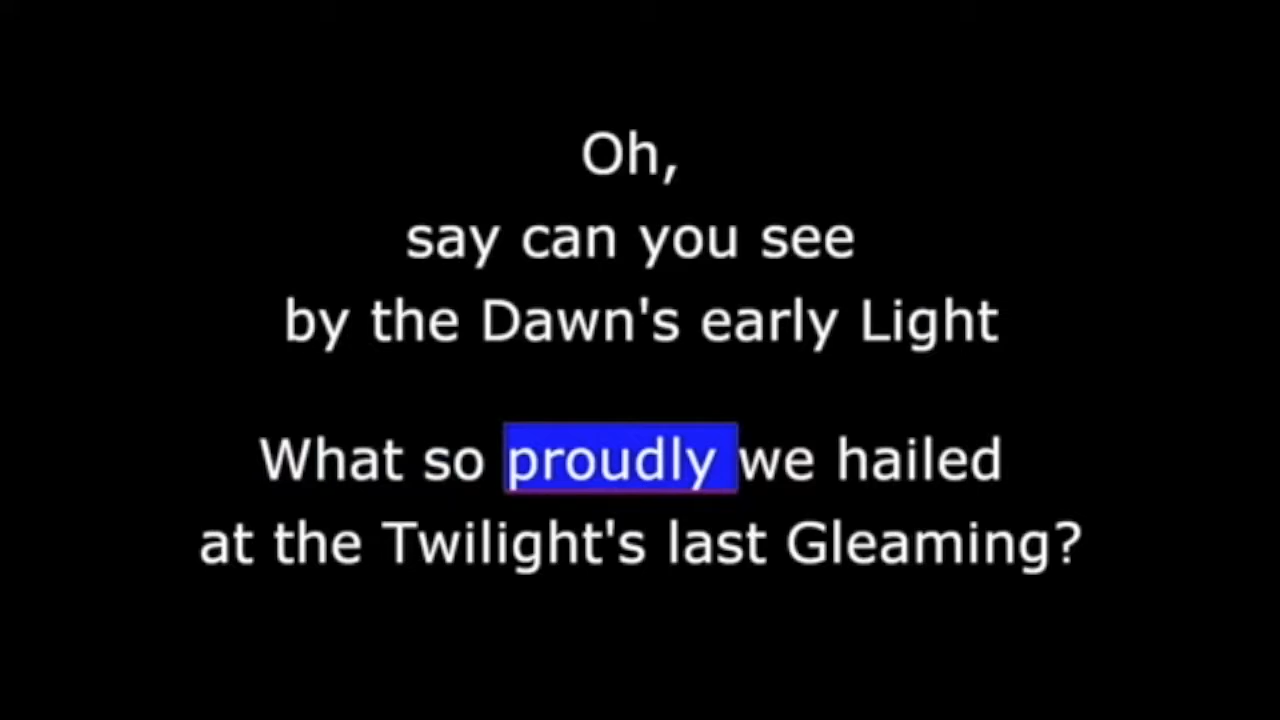 Oh,
say can you see
by the Dawn's early Light
What so proudly we hailed
at the Twilight's last Gleaming?